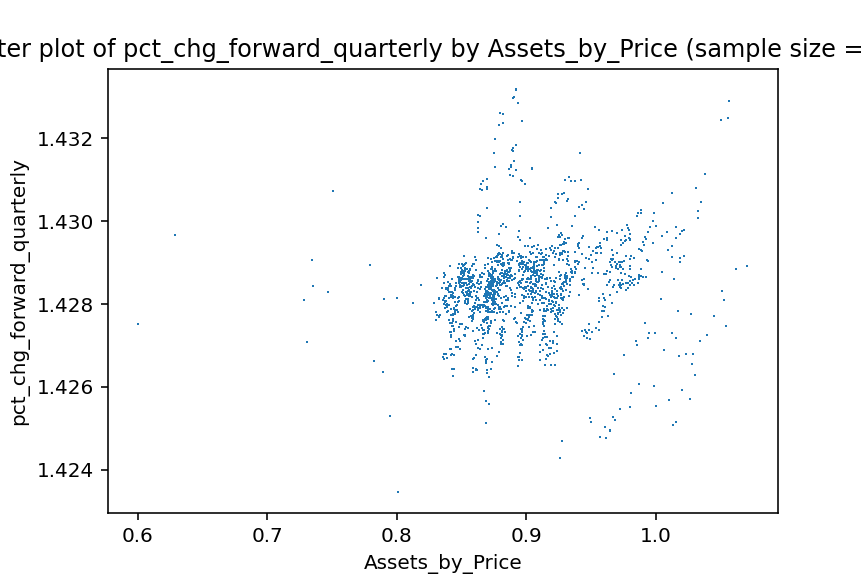 ter plot of pct_chg_forward_quarterly by Assets_by_Price (sample size =
1.432
1.430
1.428
1.426
1.424
pct_chg_forward_quarterly
0.6 0.7 0.8 0.9 1.0
Assets_by_Price